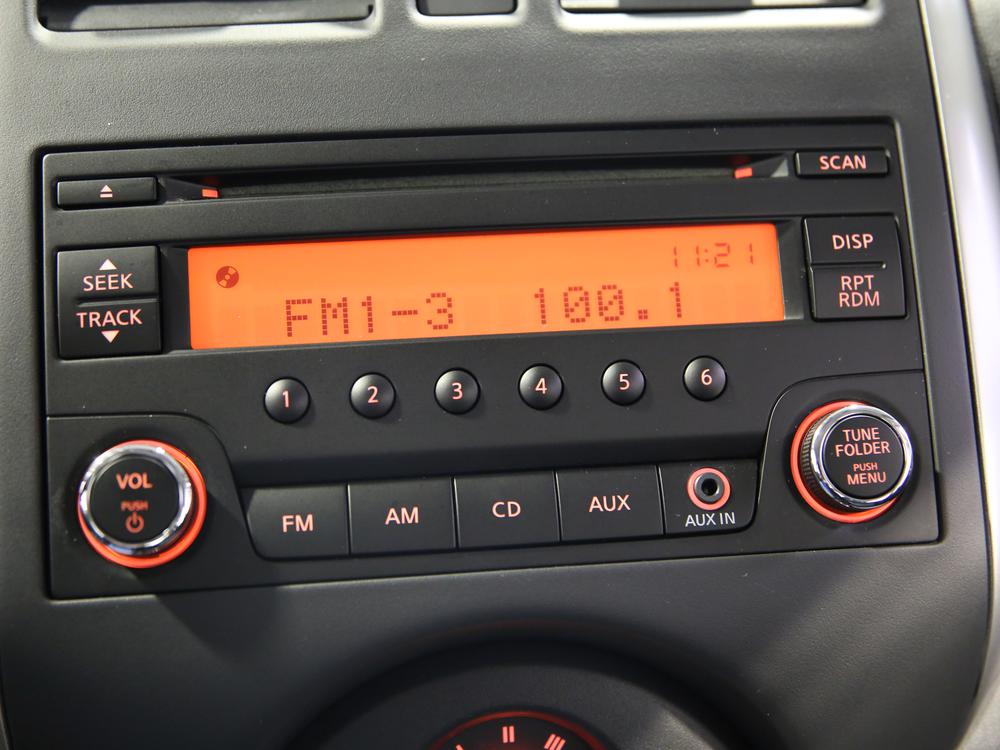 SCAN
11:21
SEEK
TRACK
FM1-3 100.1
DISP
RPT
RDM
1 2 3 4 5 6
VOL
PUSH
FM AM CD AUX
AUX IN
TUNE
FOLDER
PUSH
MENU